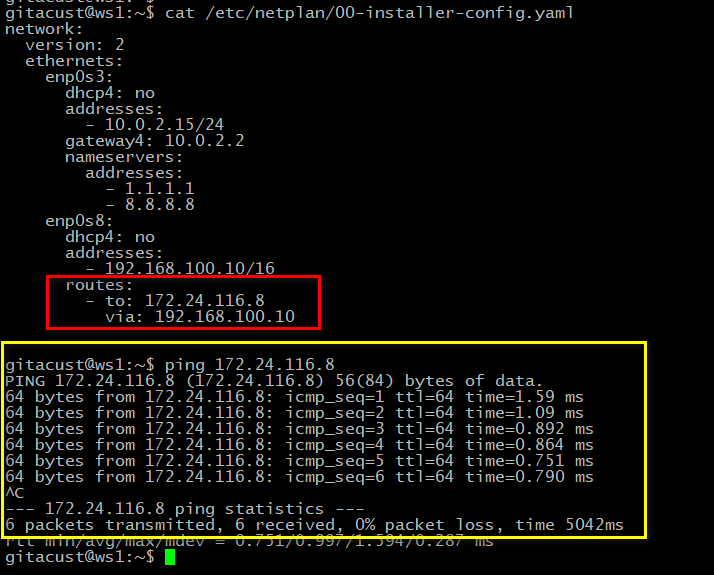 gitacust@ws1:~$ cat /etc/netplan/00-installer-config.yaml
network:
  version: 2
  ethernets:
    enp0s3:
      dhcp4: no
      addresses:
        - 10.0.2.15/24
      gateway4: 10.0.2.2
      nameservers:
        addresses:
          - 1.1.1.1
          - 8.8.8.8
    enp0s8:
      dhcp4: no
      addresses:
        - 192.168.100.10/16
      routes:
        - to: 172.24.116.8
          via: 192.168.100.10
gitacust@ws1:~$ ping 172.24.116.8
PING 172.24.116.8 (172.24.116.8) 56(84) bytes of data.
64 bytes from 172.24.116.8: icmp_seq=1 ttl=64 time=1.59 ms
64 bytes from 172.24.116.8: icmp_seq=2 ttl=64 time=1.09 ms
64 bytes from 172.24.116.8: icmp_seq=3 ttl=64 time=0.892 ms
64 bytes from 172.24.116.8: icmp_seq=4 ttl=64 time=0.864 ms
64 bytes from 172.24.116.8: icmp_seq=5 ttl=64 time=0.751 ms
64 bytes from 172.24.116.8: icmp_seq=6 ttl=64 time=0.790 ms
^C
--- 172.24.116.8 ping statistics ---
6 packets transmitted, 6 received, 0% packet loss, time 5042ms
rtt min/avg/max/mdev = 0.751/0.997/1.594/0.287 ms
gitacust@ws1:~$